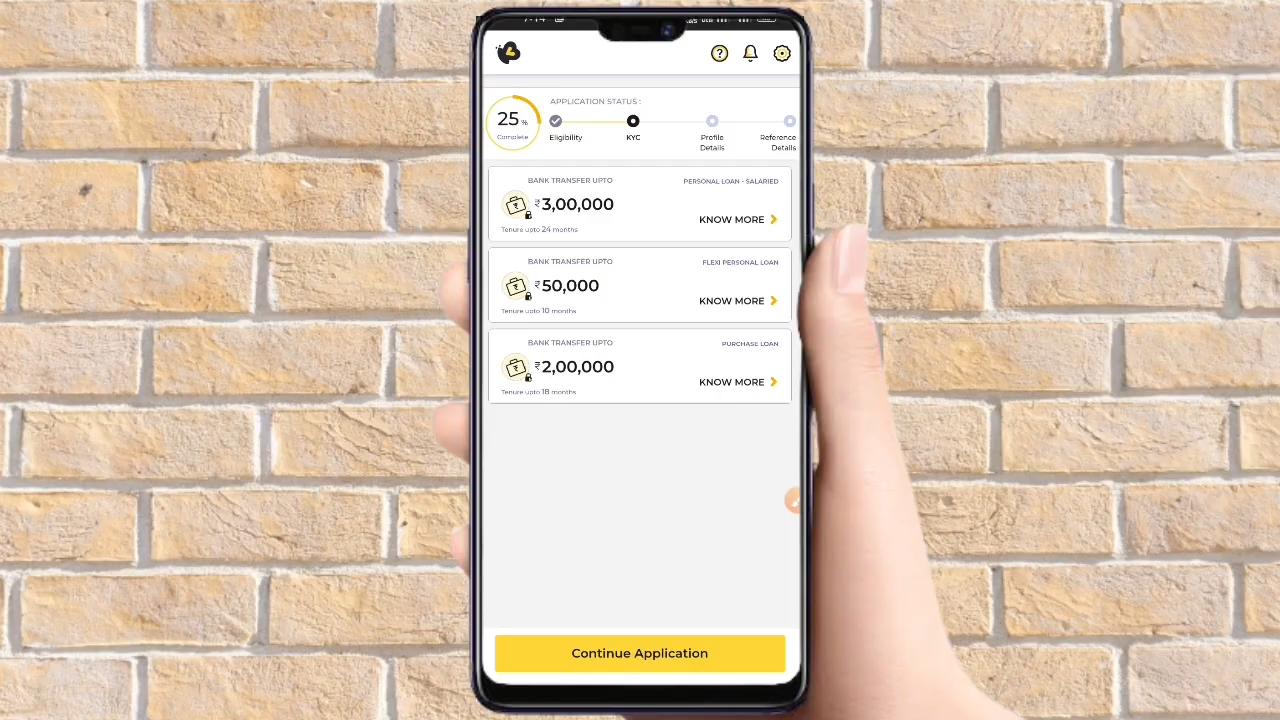 25 %
Complete
APPLICATION STATUS :
Eligibility
KYC
Profile
Details
Reference
Details
BANK TRANSFER UPTO
PERSONAL LOAN - SALARIED
₹3,00,000
KNOW MORE
Tenure upto 24 months
BANK TRANSFER UPTO
FLEXI PERSONAL LOAN
₹50,000
KNOW MORE
Tenure upto 10 months
BANK TRANSFER UPTO
PURCHASE LOAN
₹2,00,000
KNOW MORE
Tenure upto 18 months
Continue Application